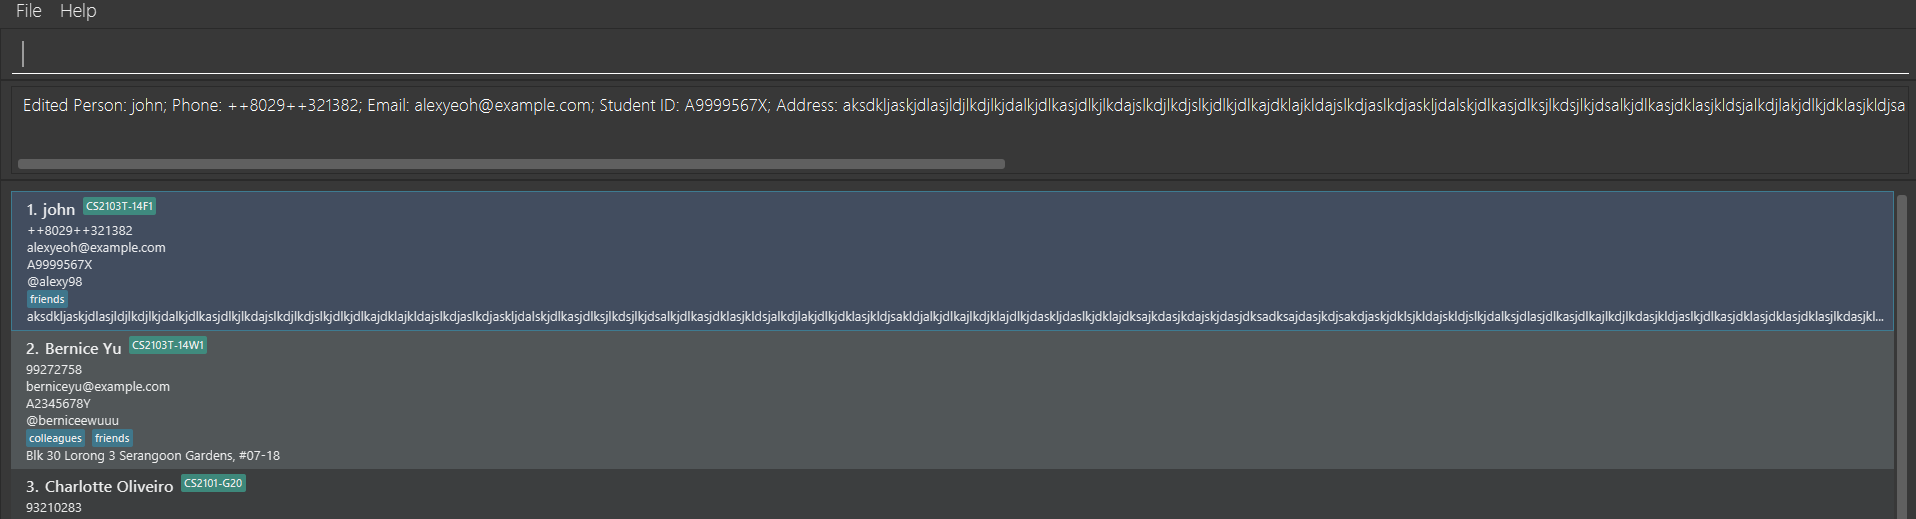 File Help
Edited Person: john; Phone: ++8029++321382; Email: alexyeoh@example.com; Student ID: A9999567X; Address:
1. john CS2103T-14F1
++8029++321382
alexyeoh@example.com
A9999567X
@alexy98
friends
2. Bernice Yu CS2103T-14W1
99272758
berniceyu@example.com
A2345678Y
@berniceewuuu
colleagues friends
Blk 30 Lorong 3 Serangoon Gardens, #07-18
3. Charlotte Oliveiro CS2101-G20
93210283